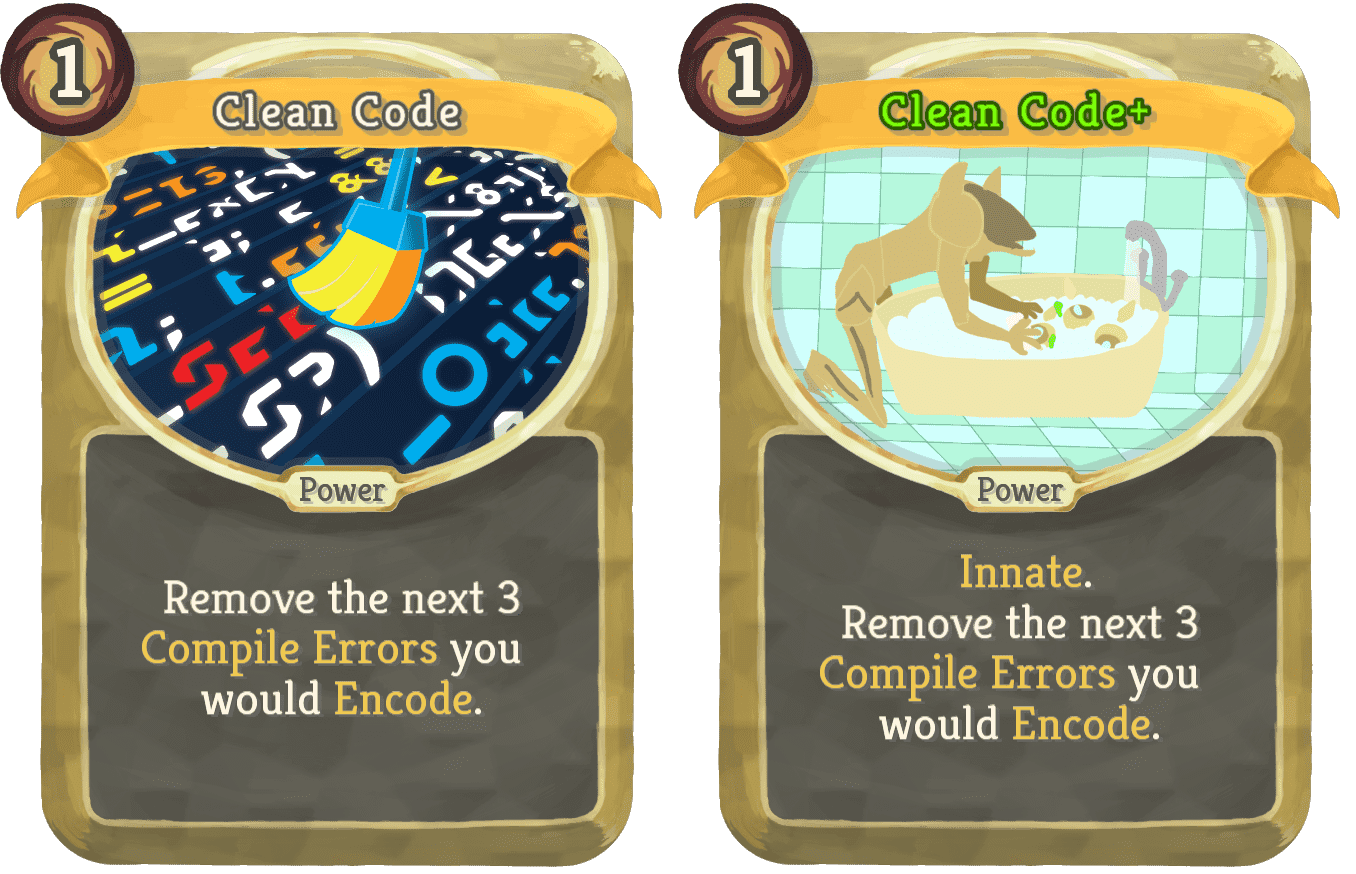 1
Clean Code
Power
Remove the next 3
Compile Errors you
would Encode.
1
Clean Code+
Power
Innate.
Remove the next 3
Compile Errors you
would Encode.